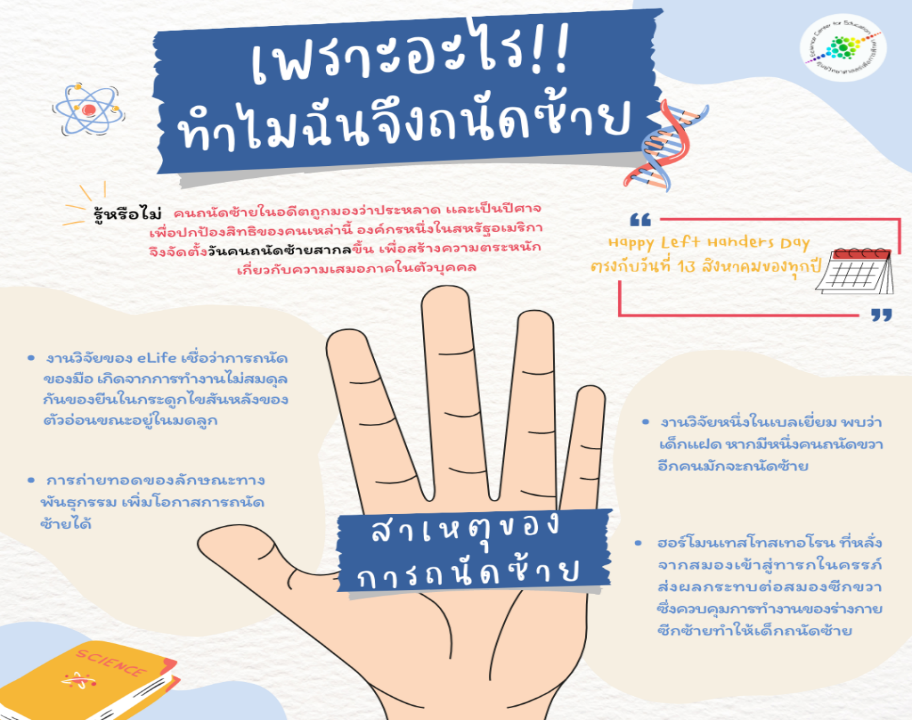 เพราะอะไร!!
ทำไมฉันจึงถนัดซ้าย
Science Center for Education
รู้หรือไม่ คนถนัดซ้ายในอดีตถูกมองว่าประหลาด และเป็นปีศาจ
เพื่อปกป้องสิทธิของคนเหล่านี้ องค์กรหนึ่งในสหรัฐอเมริกา
จึงจัดตั้งวันคนถนัดซ้ายสากลขึ้น เพื่อสร้างความตระหนัก
เกี่ยวกับความเสมอภาคในตัวบุคคล
“
Happy Left Handers Day
ตรงกับวันที่ 13 สิงหาคมของทุกปี
”
• งานวิจัยของ eLife เชื่อว่าการถนัด
ของมือ เกิดจากการทำงานไม่สมดุล
กันของยีนในกระดูกไขสันหลังของ
ตัวอ่อนขณะอยู่ในมดลูก
• การถ่ายทอดของลักษณะทาง
พันธุกรรม เพิ่มโอกาสการถนัด
ซ้ายได้
สาเหตุของ
การถนัดซ้าย
• งานวิจัยหนึ่งในเบลเยี่ยม พบว่า
เด็กแฝด หากมีหนึ่งคนถนัดขวา
อีกคนมักจะถนัดซ้าย
• ฮอร์โมนเทสโทสเทอโรน ที่หลั่ง
จากสมองเข้าสู่ทารกในครรภ์
ส่งผลกระทบต่อสมองซีกขวา
ซึ่งควบคุมการทำงานของร่างกาย
ซีกซ้ายทำให้เด็กถนัดซ้าย
SCIENCE